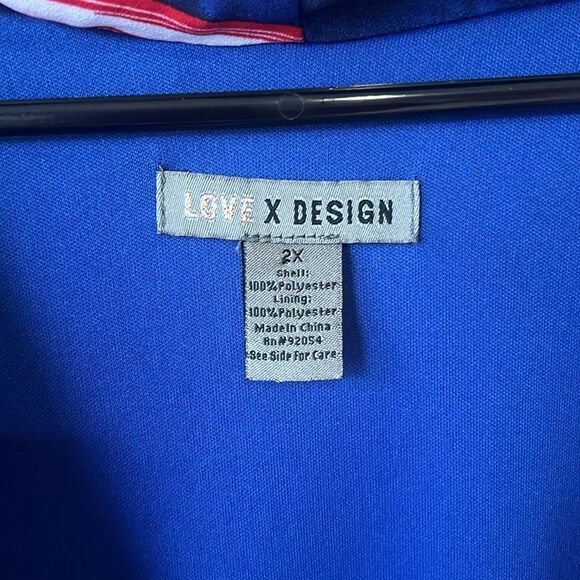 LOVE X DESIGN
2X
Shell:
100%Polyester
Lining:
100%Polyester
Made in China
Rn#92054
See Side For Care